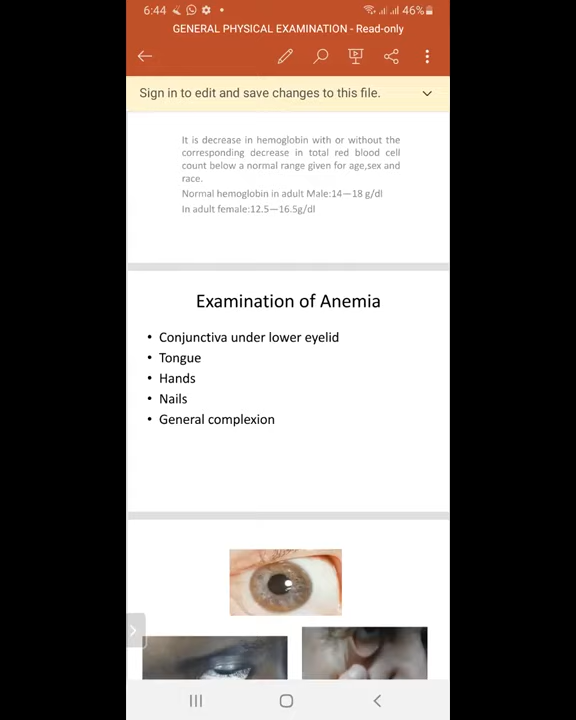 6:44 46%
GENERAL PHYSICAL EXAMINATION - Read-only
Sign in to edit and save changes to this file.
It is decrease in hemoglobin with or without the
corresponding decrease in total red blood cell
count below a normal range given for age,sex and
race.
Normal hemoglobin in adult Male:14—18 g/dl
In adult female:12.5—16.5g/dl
Examination of Anemia
• Conjunctiva under lower eyelid
• Tongue
• Hands
• Nails
• General complexion